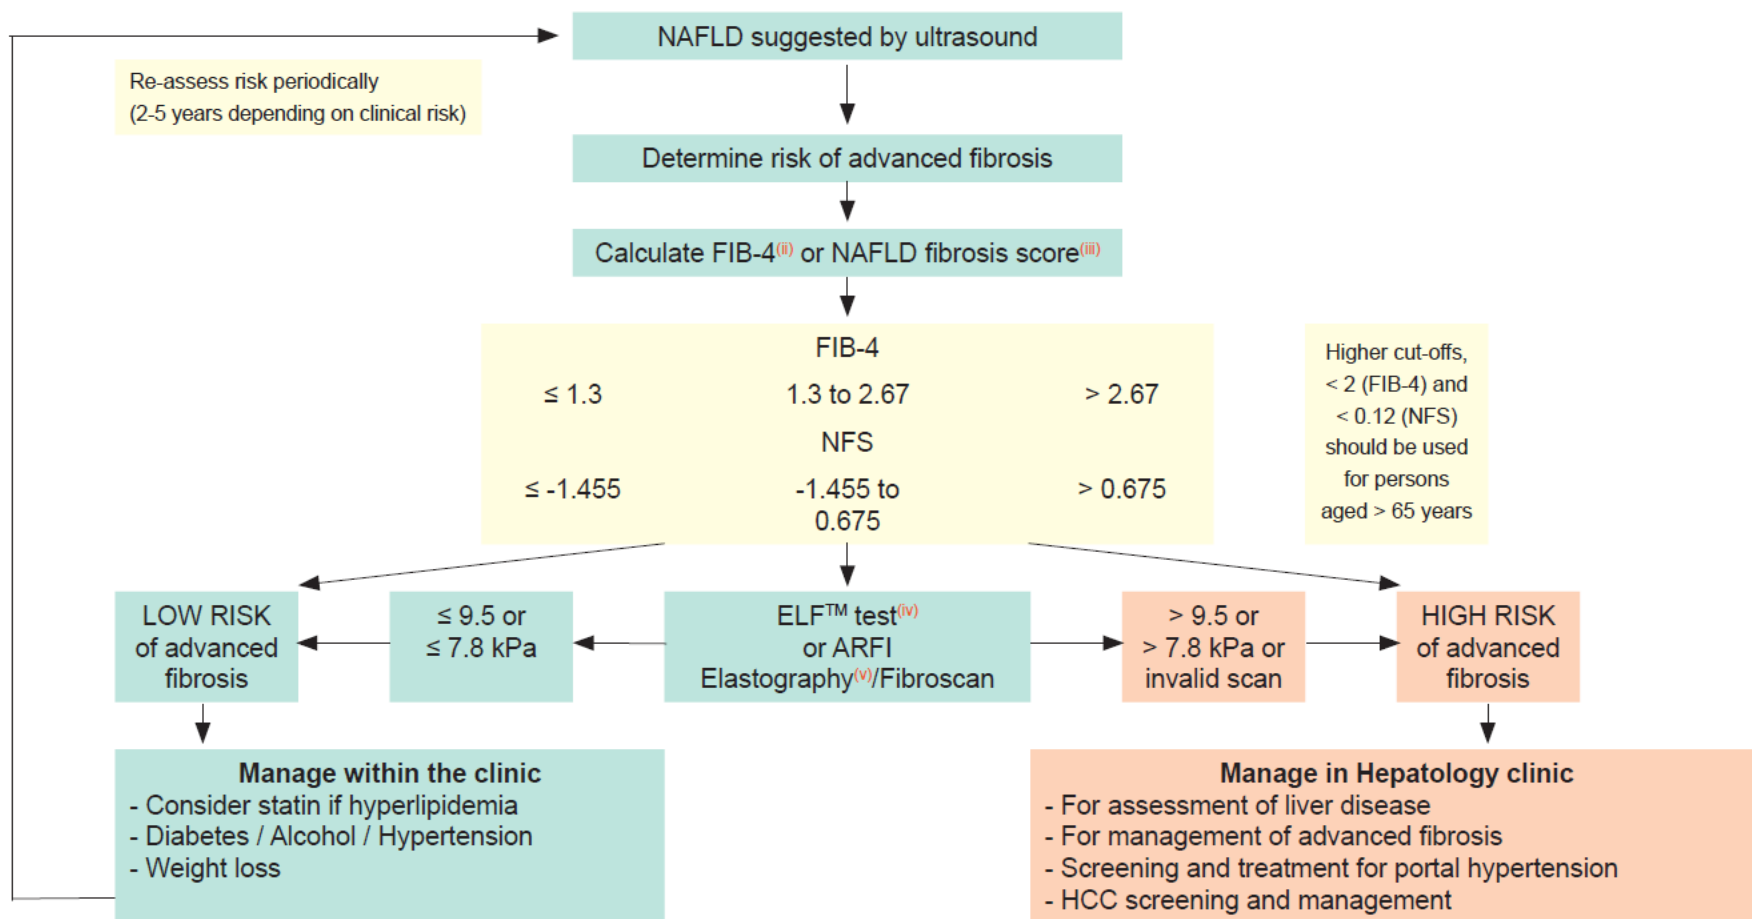 NAFLD suggested by ultrasound
Re-assess risk periodically
(2-5 years depending on clinical risk)
Determine risk of advanced fibrosis
Calculate FIB-4(ii) or NAFLD fibrosis score(iii)
FIB-4
≤ 1.3 1.3 to 2.67 > 2.67
NFS
≤ -1.455 -1.455 to > 0.675
0.675
Higher cut-offs,
< 2 (FIB-4) and
< 0.12 (NFS)
should be used
for persons
aged > 65 years
LOW RISK
of advanced
fibrosis
≤ 9.5 or
≤ 7.8 kPa
ELF™ test(iv)
or ARFI
Elastography(v)/Fibroscan
> 9.5 or
> 7.8 kPa or
invalid scan
HIGH RISK
of advanced
fibrosis
Manage within the clinic
- Consider statin if hyperlipidemia
- Diabetes / Alcohol / Hypertension
- Weight loss
Manage in Hepatology clinic
- For assessment of liver disease
- For management of advanced fibrosis
- Screening and treatment for portal hypertension
- HCC screening and management